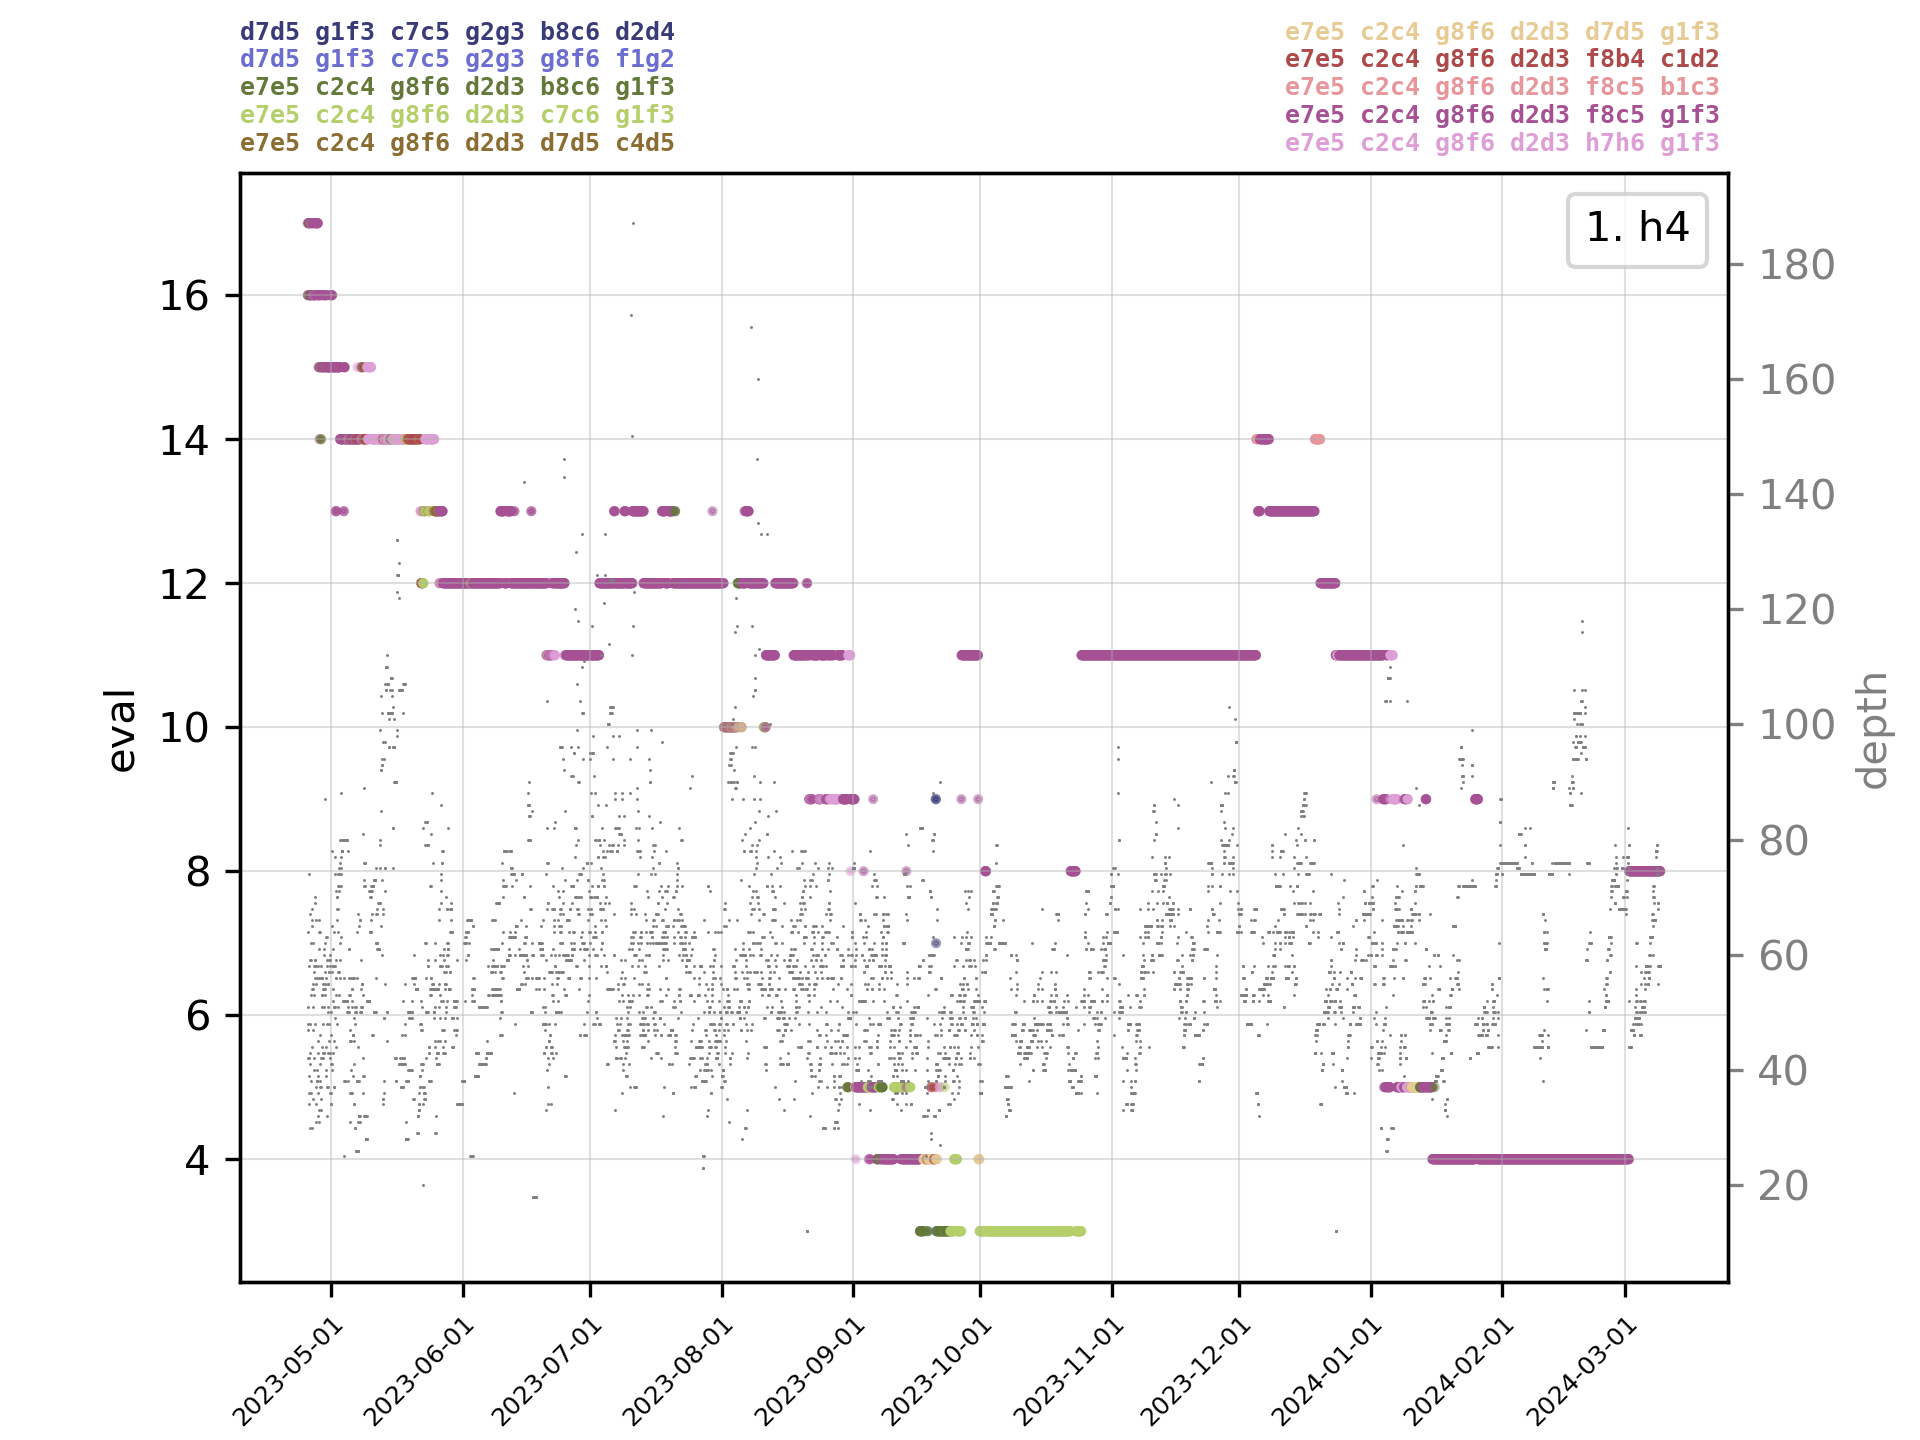 d7d5 g1f3 c7c5 g2g3 b8c6 d2d4
d7d5 g1f3 c7c5 g2g3 g8f6 f1g2
e7e5 c2c4 g8f6 d2d3 b8c6 g1f3
e7e5 c2c4 g8f6 d2d3 c7c6 g1f3
e7e5 c2c4 g8f6 d2d3 d7d5 c4d5
e7e5 c2c4 g8f6 d2d3 d7d5 g1f3
e7e5 c2c4 g8f6 d2d3 f8b4 c1d2
e7e5 c2c4 g8f6 d2d3 f8c5 b1c3
e7e5 c2c4 g8f6 d2d3 f8c5 g1f3
e7e5 c2c4 g8f6 d2d3 h7h6 g1f3
1. h4
eval
16
14
12
10
8
6
4
180
160
140
120
100
80
60
40
20
depth
2023-05-01
2023-06-01
2023-07-01
2023-08-01
2023-09-01
2023-10-01
2023-11-01
2023-12-01
2024-01-01
2024-02-01
2024-03-01